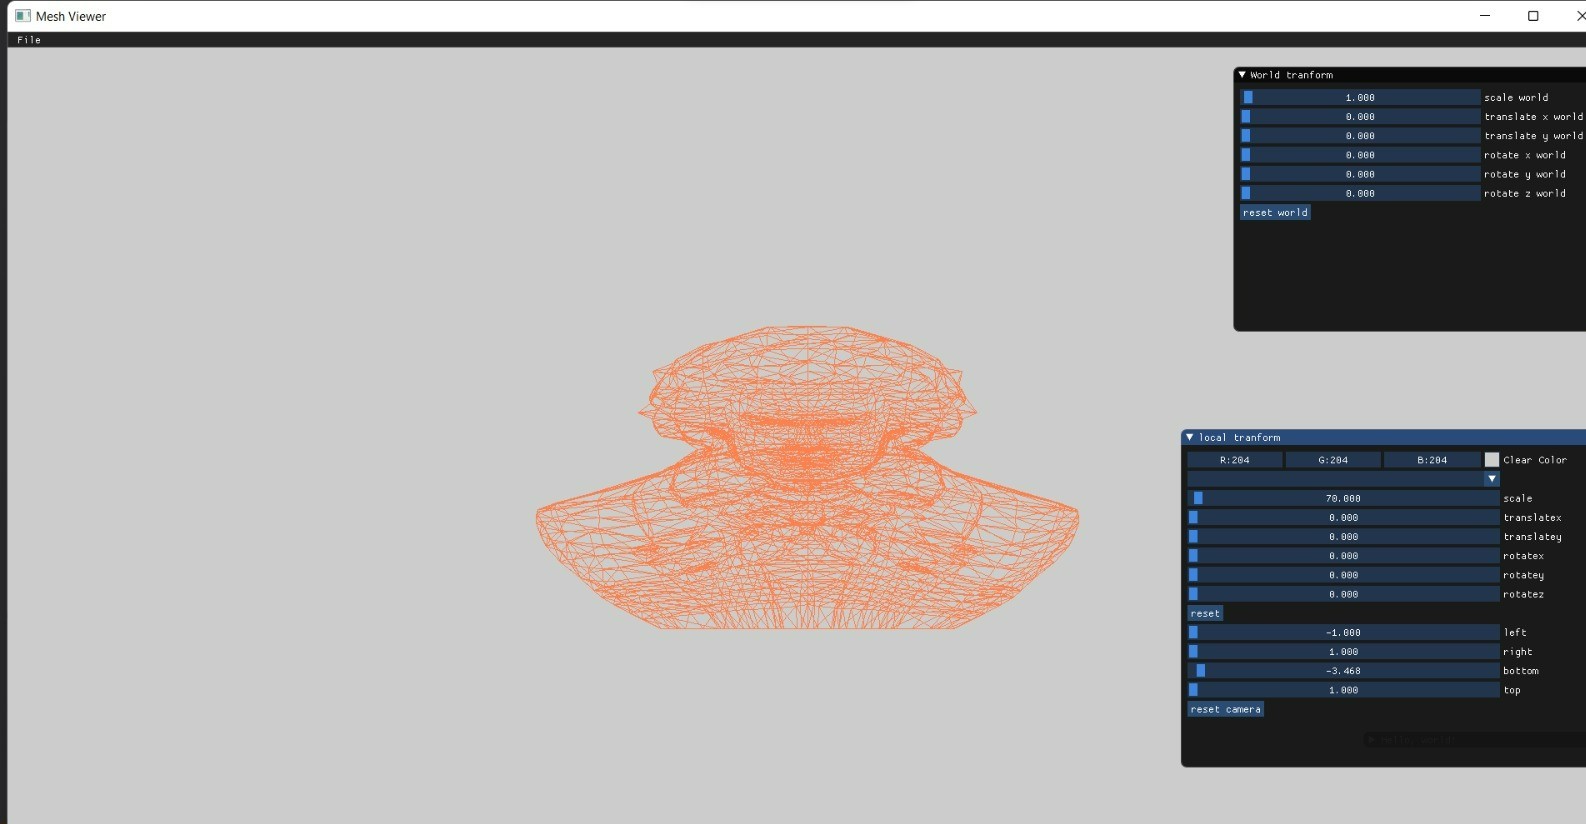 Mesh Viewer
File
World tranform
1.000 scale world
0.000 translate x world
0.000 translate y world
0.000 rotate x world
0.000 rotate y world
0.000 rotate z world
reset world
local tranform
R:204 G:204 B:204 Clear Color
70.000 scale
0.000 translatex
0.000 translatey
0.000 rotatex
0.000 rotatey
0.000 rotatez
reset
-1.000 left
1.000 right
-3.468 bottom
1.000 top
reset camera